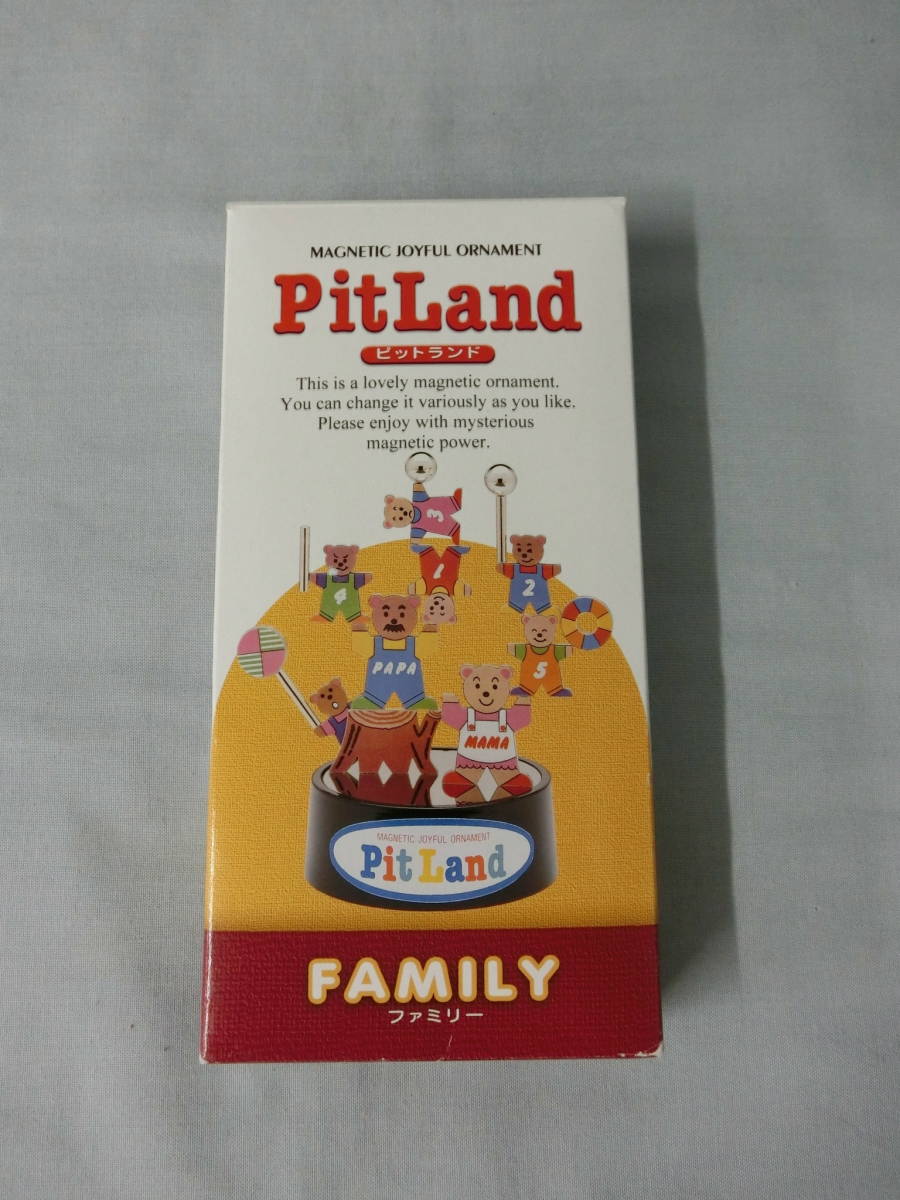 MAGNETIC JOYFUL ORNAMENT
PitLand
ピットランド
This is a lovely magnetic ornament.
You can change it variously as you like.
Please enjoy with mysterious
magnetic power.
3
1
4
2
PAPA
5
MAMA
MAGNETIC JOYFUL ORNAMENT
PitLand
FAMILY
ファミリー